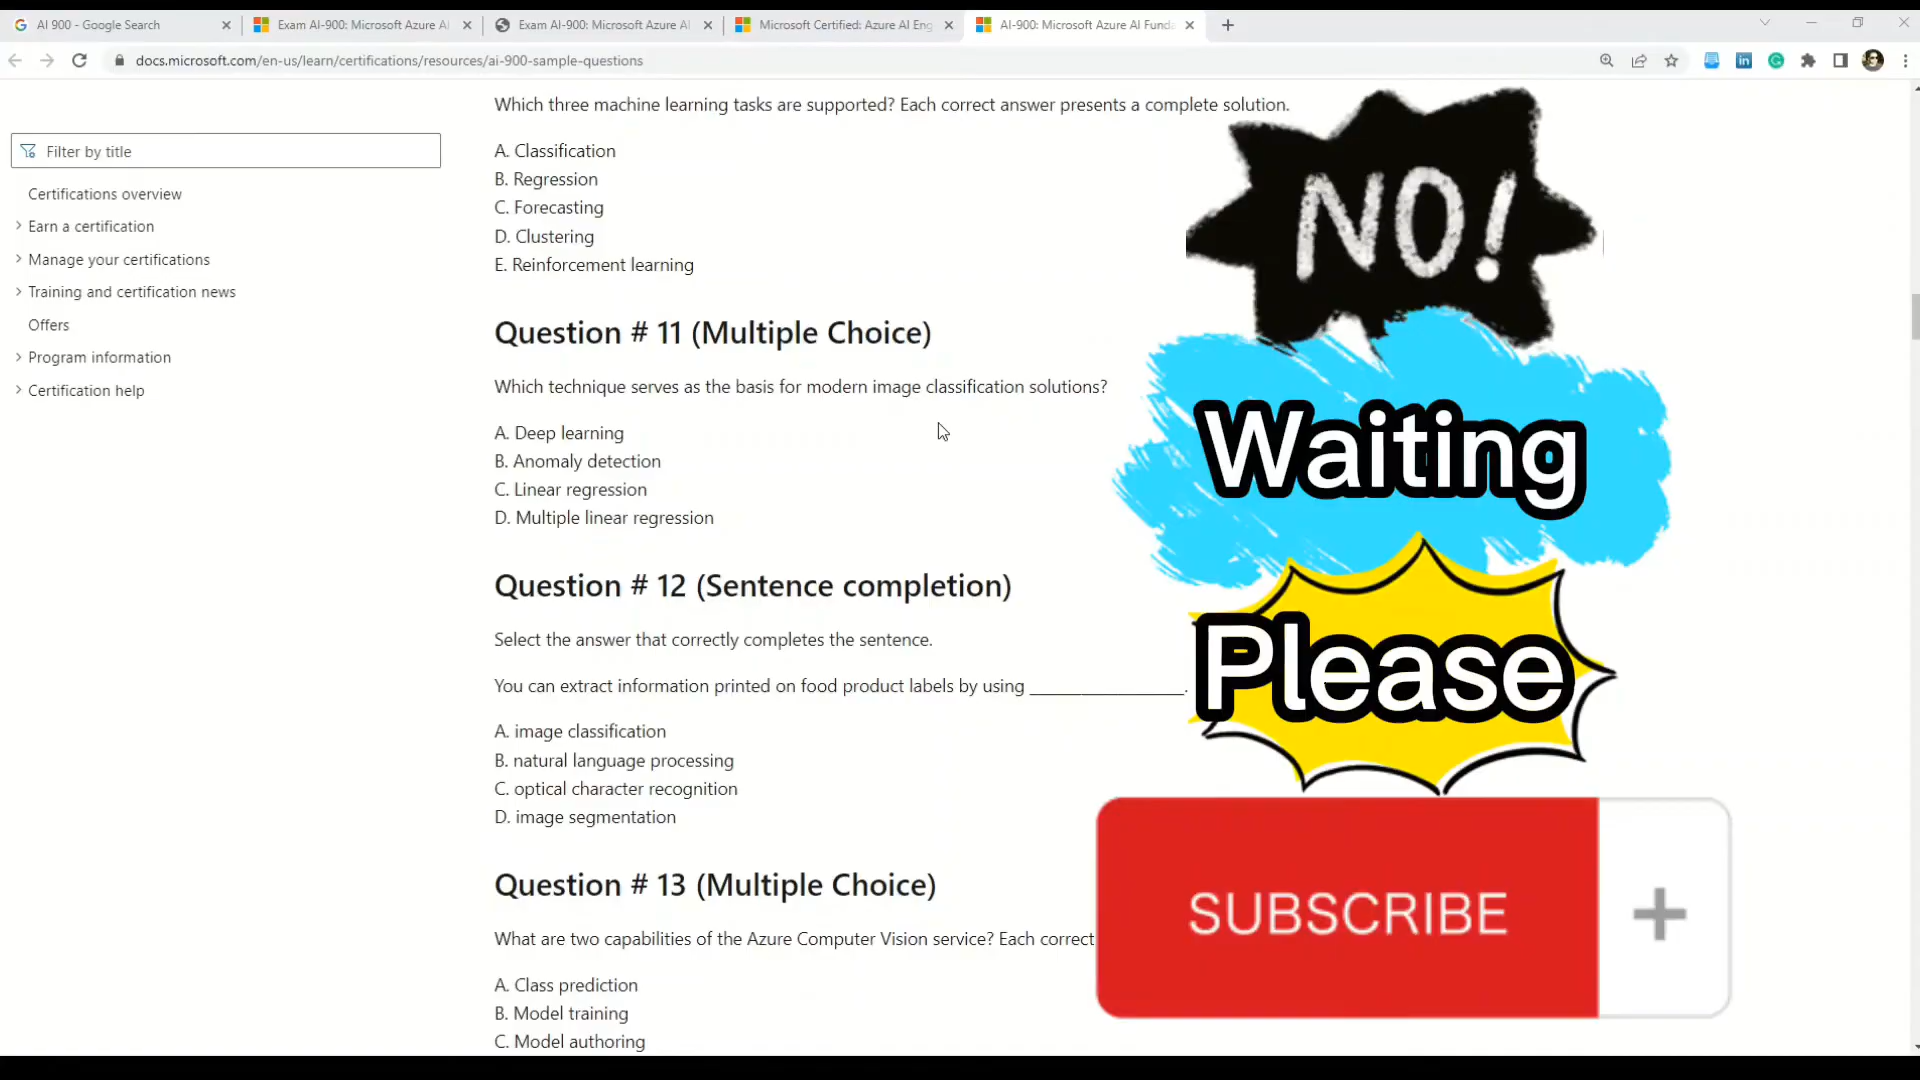 AI 900 - Google Search
Exam AI-900: Microsoft Azure AI
Exam AI-900: Microsoft Azure AI
Microsoft Certified: Azure AI Eng
AI-900: Microsoft Azure AI Funda
docs.microsoft.com/en-us/learn/certifications/resources/ai-900-sample-questions
Filter by title
Certifications overview
Earn a certification
Manage your certifications
Training and certification news
Offers
Program information
Certification help
Which three machine learning tasks are supported? Each correct answer presents a complete solution.
A. Classification
B. Regression
C. Forecasting
D. Clustering
E. Reinforcement learning
Question # 11 (Multiple Choice)
Which technique serves as the basis for modern image classification solutions?
A. Deep learning
B. Anomaly detection
C. Linear regression
D. Multiple linear regression
Question # 12 (Sentence completion)
Select the answer that correctly completes the sentence.
You can extract information printed on food product labels by using ________________.
A. image classification
B. natural language processing
C. optical character recognition
D. image segmentation
Question # 13 (Multiple Choice)
What are two capabilities of the Azure Computer Vision service? Each correct
A. Class prediction
B. Model training
C. Model authoring
NO!
Waiting
Please
SUBSCRIBE